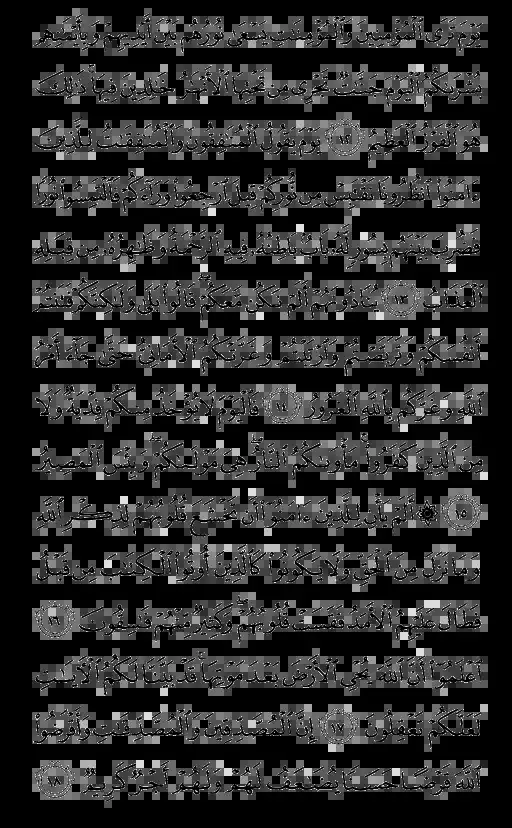 يَوْمَ تَرَى ٱلْمُؤْمِنِينَ وَٱلْمُؤْمِنَٰتِ يَسْعَىٰ نُورُهُم بَيْنَ أَيْدِيهِمْ وَبِأَيْمَٰنِهِم
بُشْرَىٰكُمُ ٱلْيَوْمَ جَنَّٰتٌ تَجْرِى مِن تَحْتِهَا ٱلْأَنْهَٰرُ خَٰلِدِينَ فِيهَا ذَٰلِكَ
هُوَ ٱلْفَوْزُ ٱلْعَظِيمُ ١٢ يَوْمَ يَقُولُ ٱلْمُنَٰفِقُونَ وَٱلْمُنَٰفِقَٰتُ لِلَّذِينَ
ءَامَنُوا۟ ٱنظُرُونَا نَقْتَبِسْ مِن نُّورِكُمْ قِيلَ ٱرْجِعُوا۟ وَرَآءَكُمْ فَٱلْتَمِسُوا۟ نُورًا
فَضُرِبَ بَيْنَهُم بِسُورٍ لَّهُۥ بَابٌۢ بَاطِنُهُۥ فِيهِ ٱلرَّحْمَةُ وَظَٰهِرُهُۥ مِن قِبَلِهِ
ٱلْعَذَابُ ١٣ يُنَادُونَهُمْ أَلَمْ نَكُن مَّعَكُمْ قَالُوا۟ بَلَىٰ وَلَٰكِنَّكُمْ فَتَنتُمْ
أَنفُسَكُمْ وَتَرَبَّصْتُمْ وَٱرْتَبْتُمْ وَغَرَّتْكُمُ ٱلْأَمَانِىُّ حَتَّىٰ جَآءَ أَمْرُ
ٱللَّهِ وَغَرَّكُم بِٱللَّهِ ٱلْغَرُورُ ١٤ فَٱلْيَوْمَ لَا يُؤْخَذُ مِنكُمْ فِدْيَةٌ وَلَا
مِنَ ٱلَّذِينَ كَفَرُوا۟ مَأْوَىٰكُمُ ٱلنَّارُ هِىَ مَوْلَىٰكُمْ وَبِئْسَ ٱلْمَصِيرُ
١٥ ۞ أَلَمْ يَأْنِ لِلَّذِينَ ءَامَنُوٓا۟ أَن تَخْشَعَ قُلُوبُهُمْ لِذِكْرِ ٱللَّهِ
وَمَا نَزَلَ مِنَ ٱلْحَقِّ وَلَا يَكُونُوا۟ كَٱلَّذِينَ أُوتُوا۟ ٱلْكِتَٰبَ مِن قَبْلُ
فَطَالَ عَلَيْهِمُ ٱلْأَمَدُ فَقَسَتْ قُلُوبُهُمْ وَكَثِيرٌ مِّنْهُمْ فَٰسِقُونَ ١٦
ٱعْلَمُوٓا۟ أَنَّ ٱللَّهَ يُحْىِ ٱلْأَرْضَ بَعْدَ مَوْتِهَا قَدْ بَيَّنَّا لَكُمُ ٱلْءَايَٰتِ
لَعَلَّكُمْ تَعْقِلُونَ ١٧ إِنَّ ٱلْمُصَّدِّقِينَ وَٱلْمُصَّدِّقَٰتِ وَأَقْرَضُوا۟
ٱللَّهَ قَرْضًا حَسَنًا يُضَٰعَفُ لَهُمْ وَلَهُمْ أَجْرٌ كَرِيمٌ ١٨